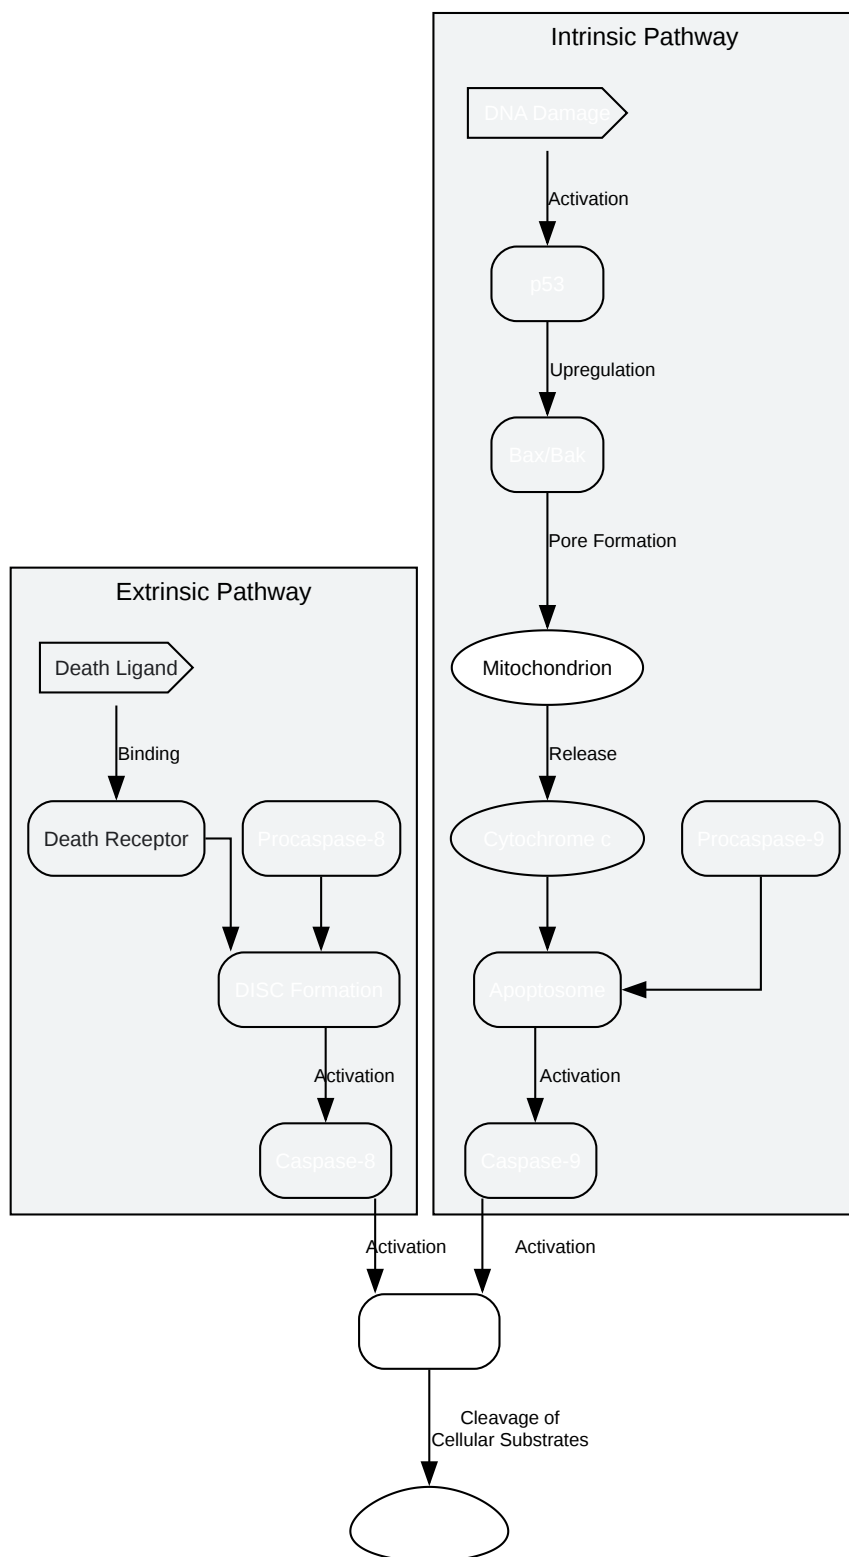 Intrinsic Pathway
DNA Damage
Activation
p53
Upregulation
Bax/Bak
Pore Formation
Mitochondrion
Release
Cytochrome c
Procaspase-9
Apoptosome
Activation
Caspase-9
Activation
Extrinsic Pathway
Death Ligand
Binding
Death Receptor
Procaspase-8
DISC Formation
Activation
Caspase-8
Activation
Cleavage of
Cellular Substrates